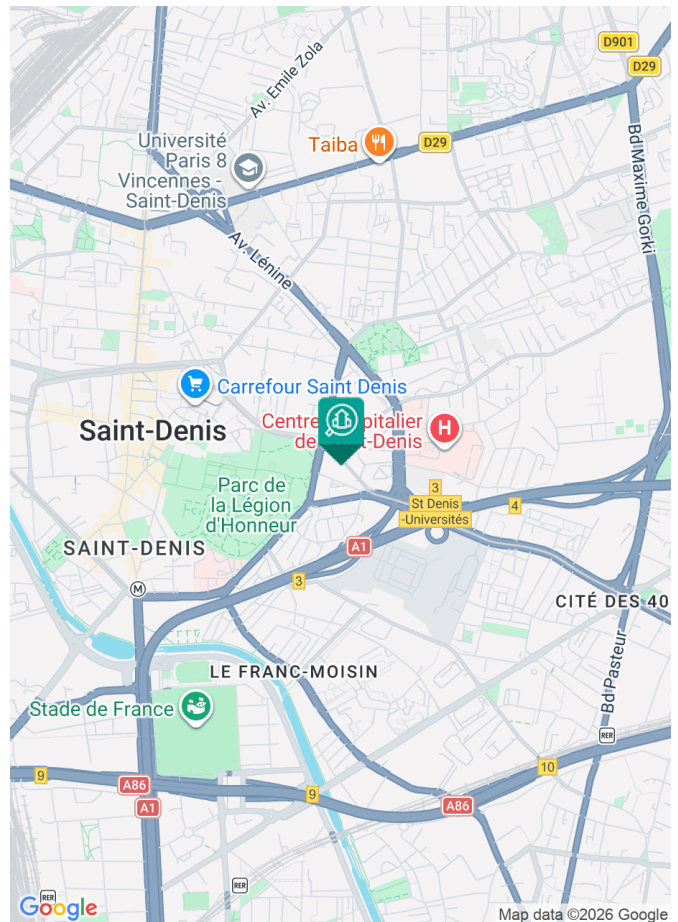 D901
D29
Av. Emile Zola
Bd Maxime Gorki
Université
Paris 8
Vincennes -
Saint-Denis
Taiba
D29
Av. Lénine
Carrefour Saint Denis
Saint-Denis
Centre
de
-Denis
H
Parc de
la Légion
d'Honneur
3
St Denis
-Universités
4
SAINT-DENIS
A1
3
M
CITÉ DES 40
LE FRANC-MOISIN
Bd Pasteur
Stade de France
RER
9
A86
A1
9
10
A86
RER
RER
Google
Map data ©2026 Google